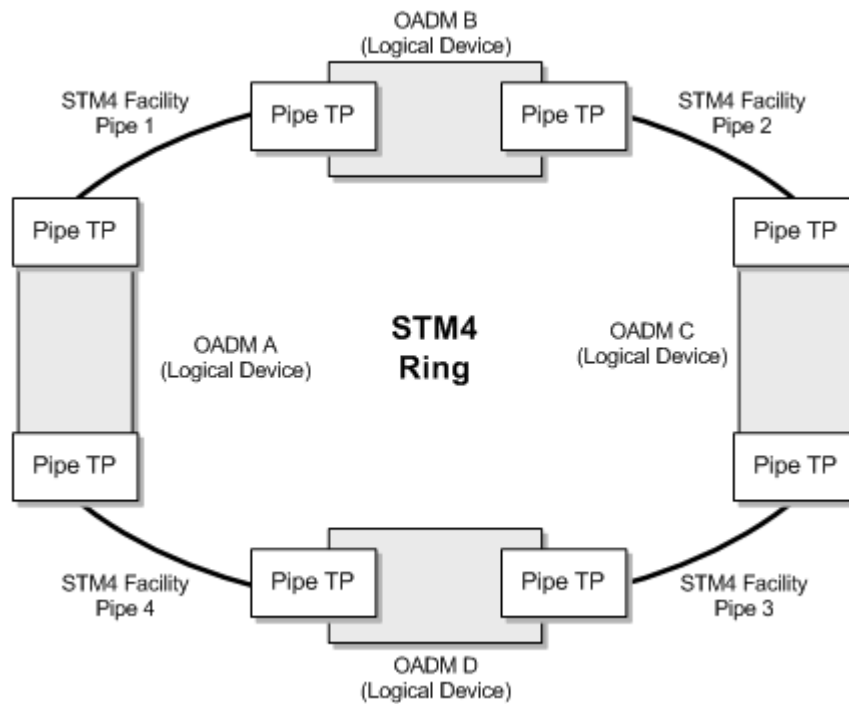 OADM B
(Logical Device)
STM4 Facility
Pipe 1
Pipe TP
Pipe TP
STM4 Facility
Pipe 2
Pipe TP
Pipe TP
OADM A
(Logical Device)
STM4
Ring
OADM C
(Logical Device)
Pipe TP
Pipe TP
STM4 Facility
Pipe 4
Pipe TP
Pipe TP
STM4 Facility
Pipe 3
OADM D
(Logical Device)